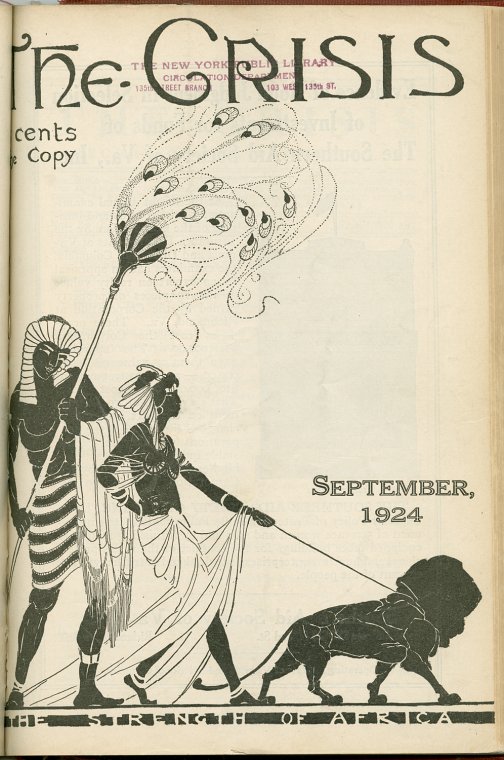 The Crisis
THE NEW YORK PUBLIC LIBRARY
CIRCULATION DEPARTMENT
135th STREET BRANCH 103 WEST 135th ST.
cents
Copy
SEPTEMBER,
1924
THE STRENGTH OF AFRICA